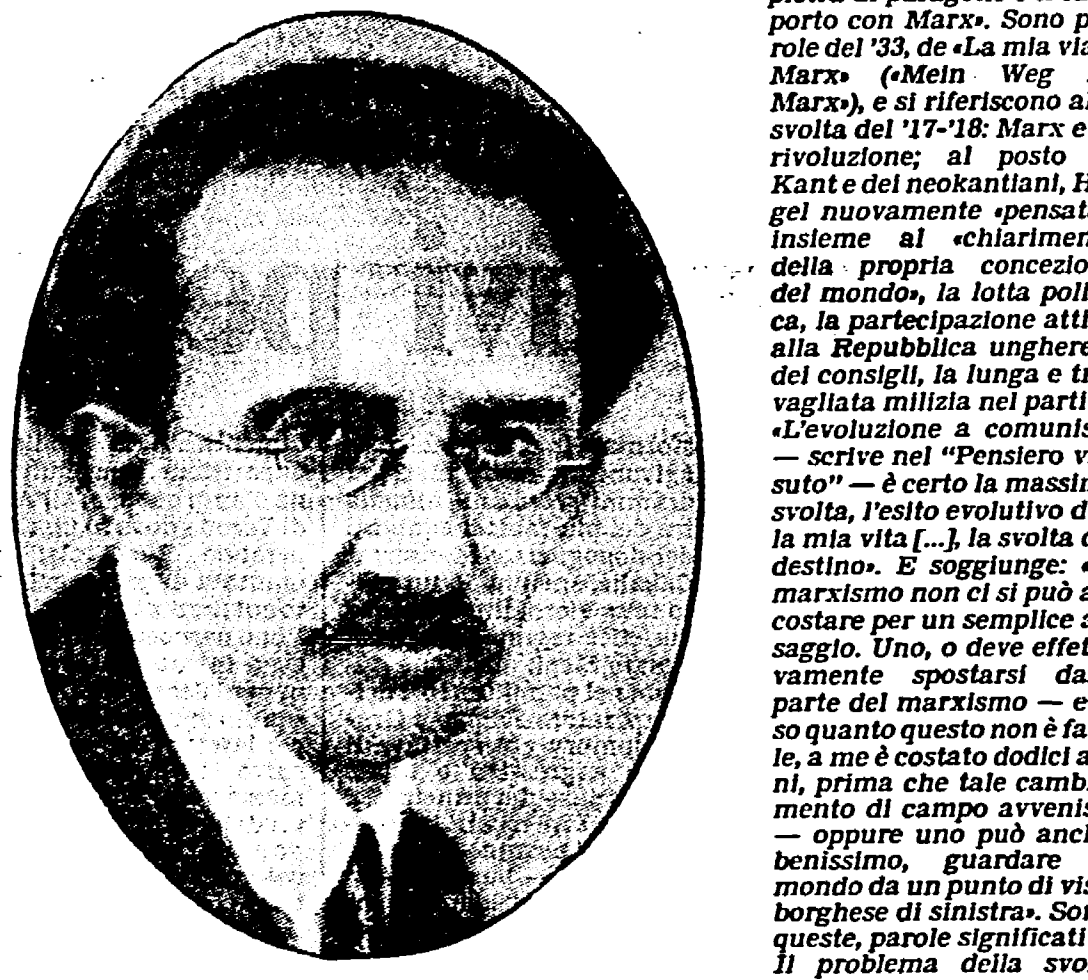 porto con Marx». Sono p
role del '33, de «La mia via
Marx» («Mein Weg
Marx»), e si riferiscono al
svolta del '17-'18: Marx e
rivoluzione; al posto
Kant e dei neokantiani, H
gel nuovamente «pensat
insieme al «chiarimen
della propria concezio
del mondo», la lotta poli
ca, la partecipazione atti
alla Repubblica unghere
dei consigli, la lunga e tr
vagliata milizia nel parti
«L'evoluzione a comunis
— scrive nel "Pensiero v
suto" — è certo la massim
svolta, l'esito evolutivo d
la mia vita [...], la svolta d
destino». E soggiunge: «
marxismo non ci si può a
costare per un semplice a
saggio. Uno, o deve effet
vamente spostarsi da
parte del marxismo — e
so quanto questo non è fa
le, a me è costato dodici a
ni, prima che tale camb
mento di campo avvenis
— oppure uno può anch
benissimo, guardare
mondo da un punto di vis
borghese di sinistra». Son
queste, parole significati
Il problema della svo